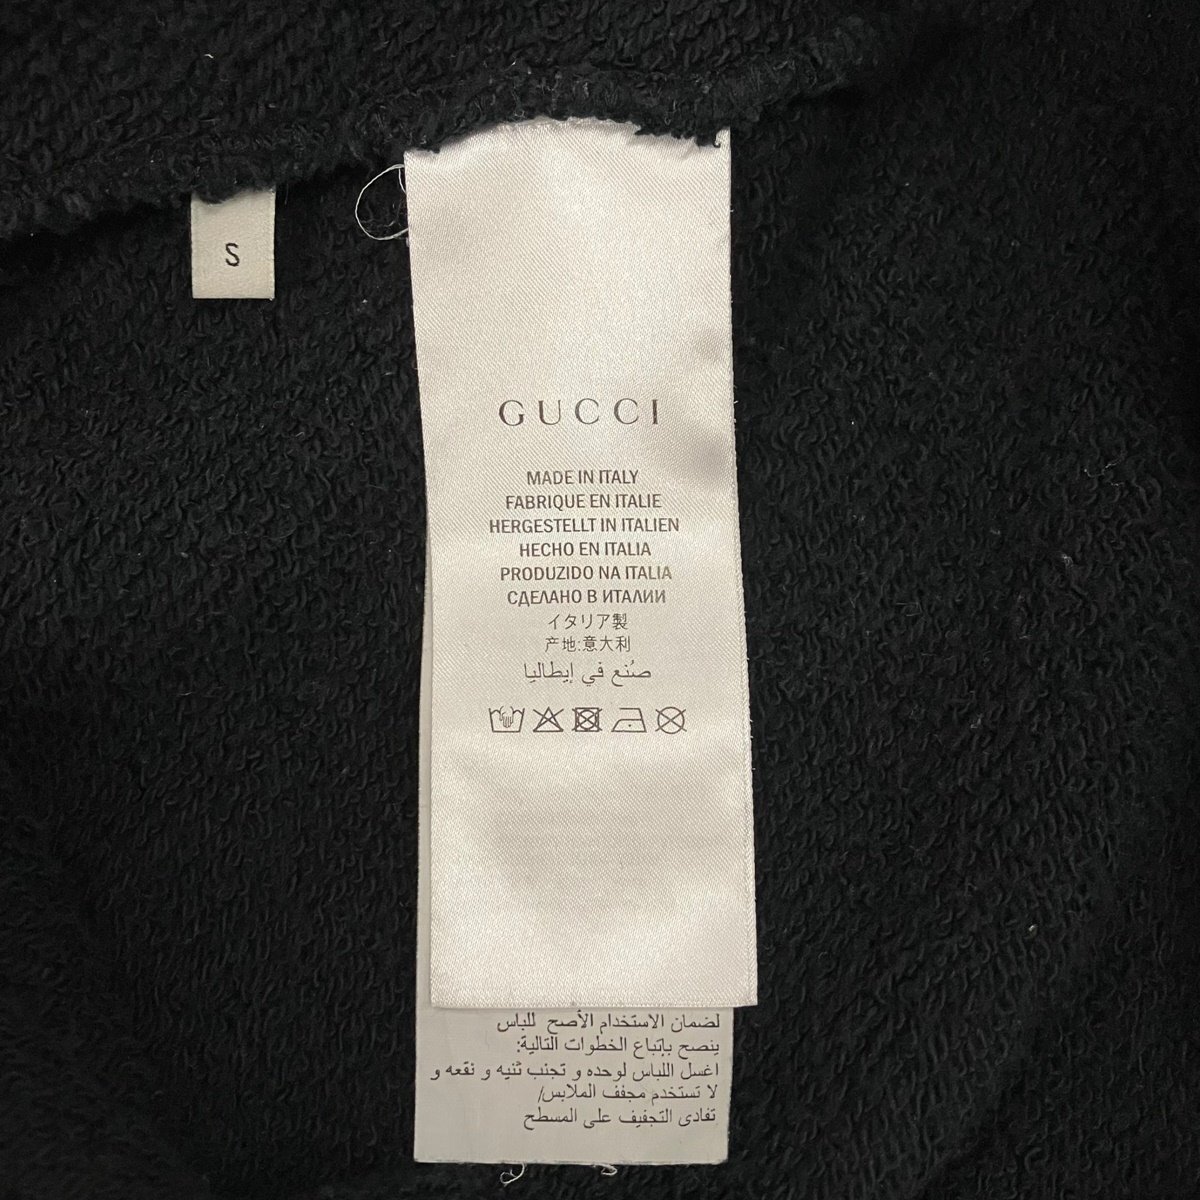 S
GUCCI
MADE IN ITALY
FABRIQUE EN ITALIE
HERGESTELLT IN ITALIEN
HECHO EN ITALIA
PRODUZIDO NA ITALIA
СДЕЛАНО В ИТАЛИИ
イタリア製
产地:意大利
صُنع في إيطاليا
لضمان الاستخدام الأصح للباس
ينصح بإتباع الخطوات التالية:
اغسل اللباس لوحده و تجنب ثنيه و نقعه و
لا تستخدم مجفف الملابس/
تفادى التجفيف على المسطح